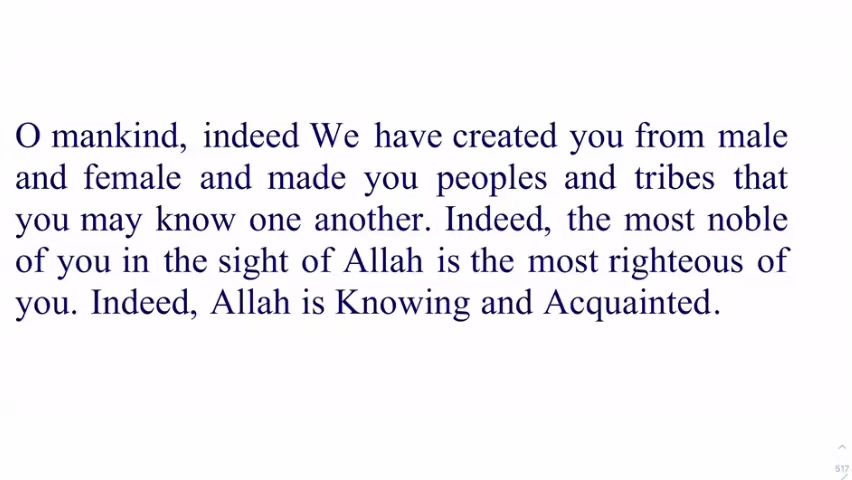 O mankind, indeed We have created you from male
and female and made you peoples and tribes that
you may know one another. Indeed, the most noble
of you in the sight of Allah is the most righteous of
you. Indeed, Allah is Knowing and Acquainted.
517